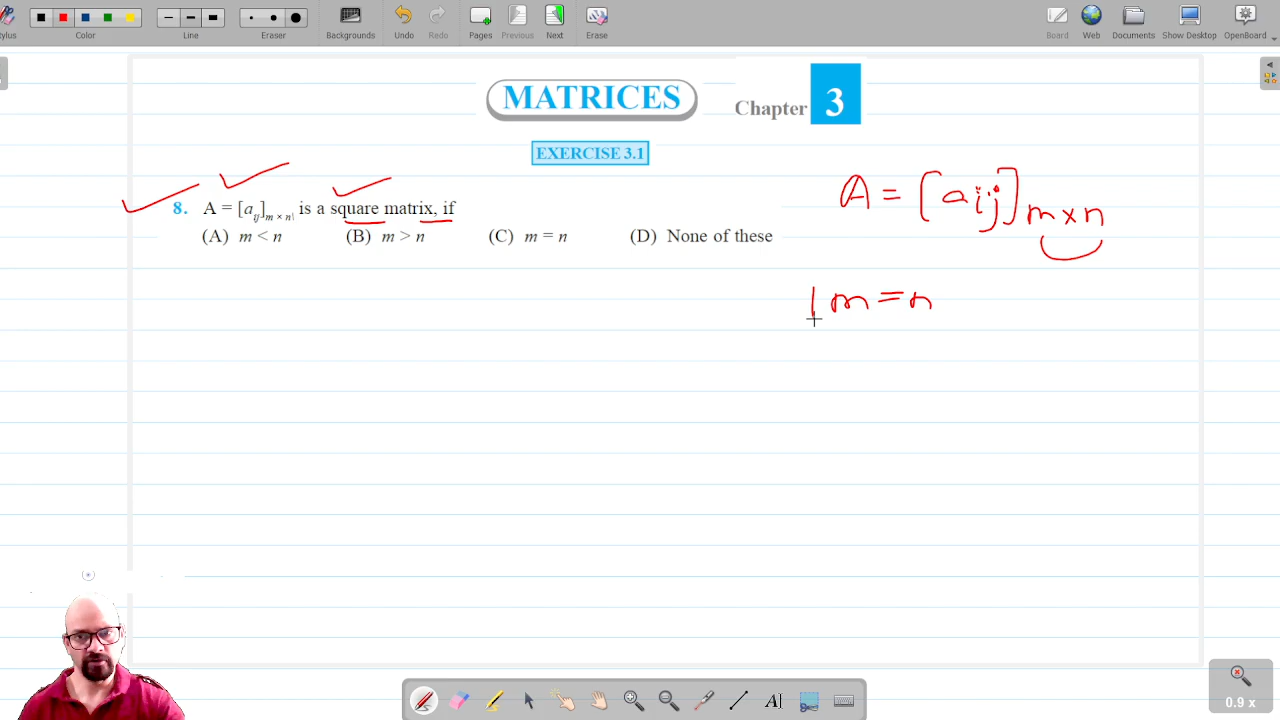 Stylus
Color
Line
Eraser
Backgrounds
Undo
Redo
Pages
Previous
Next
Erase
Board
Web
Documents
Show Desktop
OpenBoard
MATRICES
Chapter 3
EXERCISE 3.1
8. A = [aij]m × n is a square matrix, if
(A) m < n (B) m > n (C) m = n (D) None of these
A = [aij]m×n
m = n
0.9 x